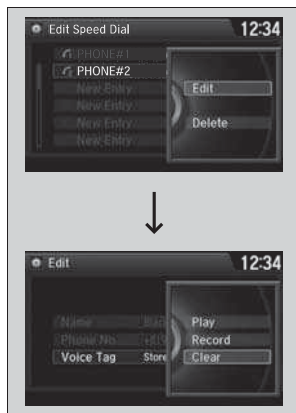 Edit Speed Dial 12:34
PHONE#1
PHONE#2
New Entry
New Entry
New Entry
New Entry
Edit
Delete
Edit 12:34
Name
Phone No.
Voice Tag Store
Play
Record
Clear